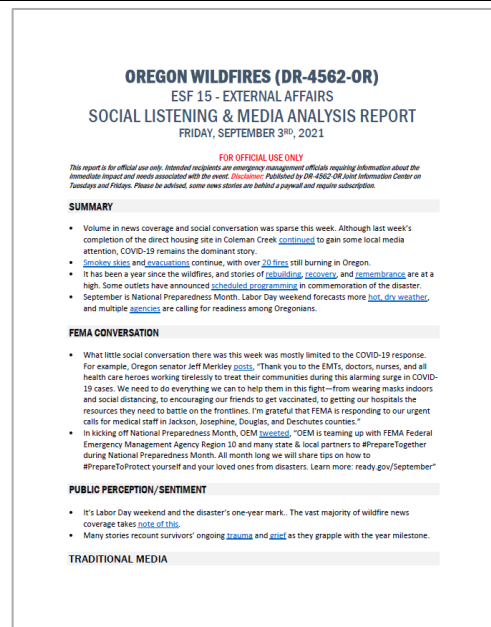 OREGON WILDFIRES (DR-4562-OR)
ESF 15 - EXTERNAL AFFAIRS
SOCIAL LISTENING & MEDIA ANALYSIS REPORT
FRIDAY, SEPTEMBER 3RD, 2021
FOR OFFICIAL USE ONLY
This report is for official use only. Intended recipients are emergency management officials requiring information about the
immediate impact and needs associated with the event. Disclaimer: Published by DR-4562-OR Joint Information Center on
Tuesdays and Fridays. Please be advised, some news stories are behind a paywall and require subscription.
SUMMARY
• Volume in news coverage and social conversation was sparse this week. Although last week's
completion of the direct housing site in Coleman Creek continued to gain some local media
attention, COVID-19 remains the dominant story.
• Smokey skies and evacuations continue, with over 20 fires still burning in Oregon.
• It has been a year since the wildfires, and stories of rebuilding, recovery, and remembrance are at a
high. Some outlets have announced scheduled programming in commemoration of the disaster.
• September is National Preparedness Month. Labor Day weekend forecasts more hot, dry weather,
and multiple agencies are calling for readiness among Oregonians.
FEMA CONVERSATION
• What little social conversation there was this week was mostly limited to the COVID-19 response.
For example, Oregon senator Jeff Merkley posts, "Thank you to the EMTs, doctors, nurses, and all
health care heroes working tirelessly to treat their communities during this alarming surge in COVID-
19 cases. We need to do everything we can to help them in this fight—from wearing masks indoors
and social distancing, to encouraging our friends to get vaccinated, to getting our hospitals the
resources they need to battle on the frontlines. I'm grateful that FEMA is responding to our urgent
calls for medical staff in Jackson, Josephine, Douglas, and Deschutes counties."
• In kicking off National Preparedness Month, OEM tweeted, "OEM is teaming up with FEMA Federal
Emergency Management Agency Region 10 and many state & local partners to #PrepareTogether
during National Preparedness Month. All month long we will share tips on how to
#PrepareToProtect yourself and your loved ones from disasters. Learn more: ready.gov/September"
PUBLIC PERCEPTION/SENTIMENT
• It's Labor Day weekend and the disaster's one-year mark.. The vast majority of wildfire news
coverage takes note of this.
• Many stories recount survivors' ongoing trauma and grief as they grapple with the year milestone.
TRADITIONAL MEDIA